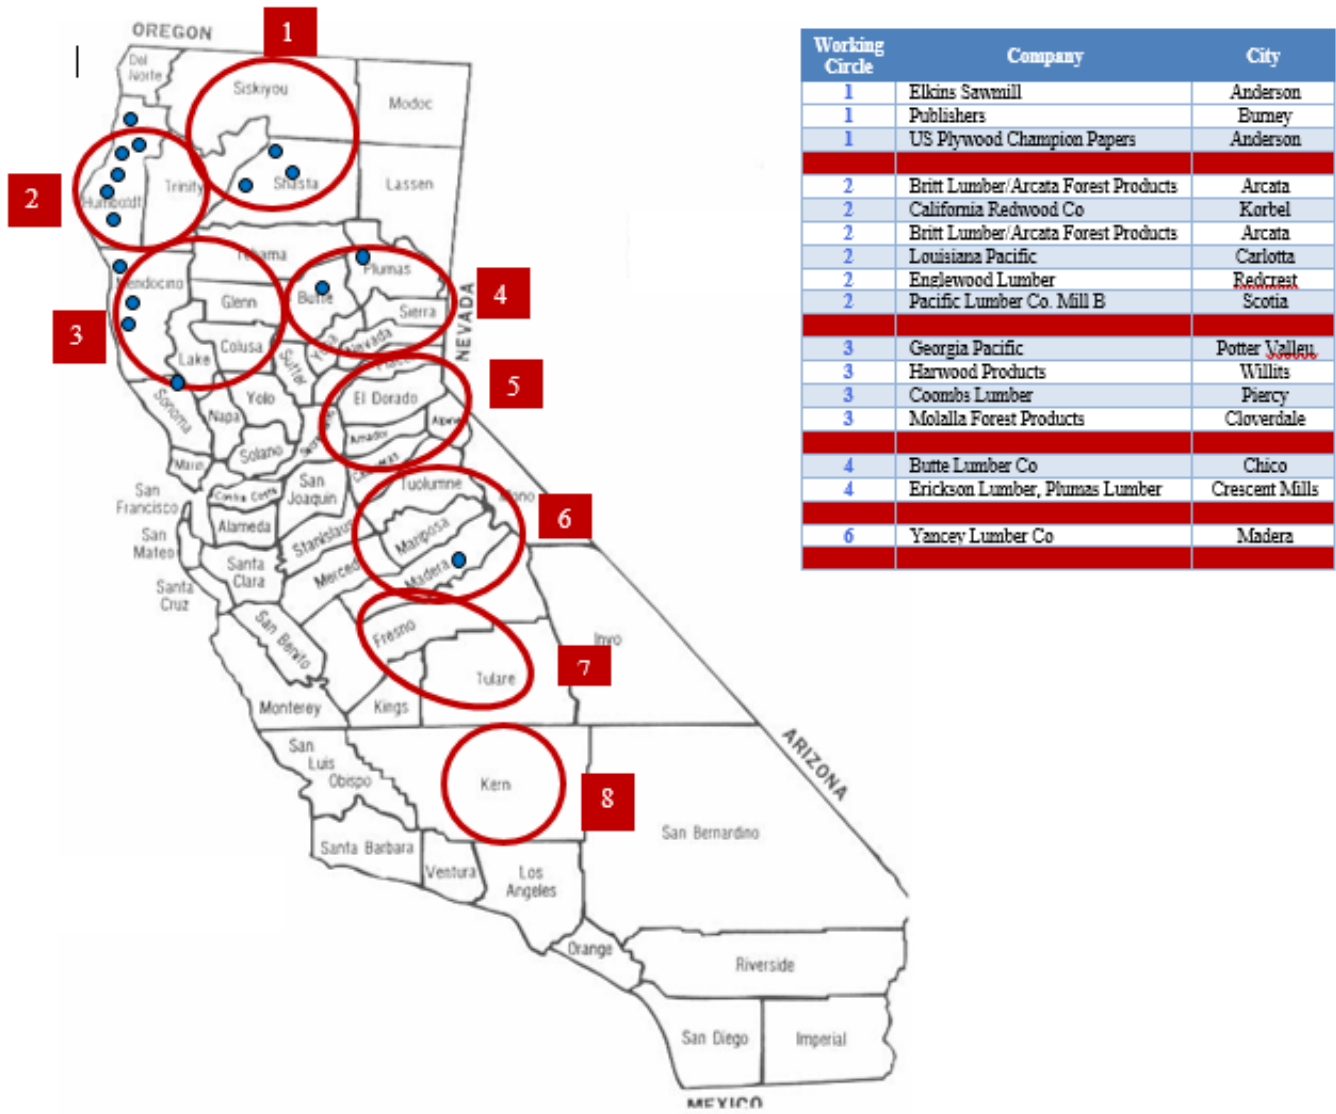 OREGON
1
Del
Norte
Siskiyou
Modoc
2
Humboldt
Trinity
Shasta
Lassen
Tehama
Plumas
Mendocino
Glenn
Butte
Sierra
4
3
Lake
Colusa
Sutter
Yuba
Nevada
Placer
NEVADA
5
Sonoma
Napa
Yolo
El Dorado
Alpine
Amador
Solano
Marin
San
Francisco
Contra Costa
San
Joaquin
Tuolumne
Mono
6
Alameda
Stanislaus
Mariposa
San
Mateo
Santa
Clara
Merced
Madera
Santa
Cruz
San Benito
Fresno
Inyo
7
Tulare
Monterey
Kings
San
Luis
Obispo
Kern
8
ARIZONA
San Bernardino
Santa Barbara
Ventura
Los
Angeles
Orange
Riverside
San Diego
Imperial
MEXICO
Working Circle Company City
1 Elkins Sawmill Anderson
1 Publishers Burney
1 US Plywood Champion Papers Anderson
2 Britt Lumber/Arcata Forest Products Arcata
2 California Redwood Co Korbel
2 Britt Lumber/Arcata Forest Products Arcata
2 Louisiana Pacific Carlotta
2 Englewood Lumber Redcrest
2 Pacific Lumber Co. Mill B Scotia
3 Georgia Pacific Potter Valleu
3 Harwood Products Willits
3 Coombs Lumber Piercy
3 Molalla Forest Products Cloverdale
4 Butte Lumber Co Chico
4 Erickson Lumber, Plumas Lumber Crescent Mills
6 Yancey Lumber Co Madera